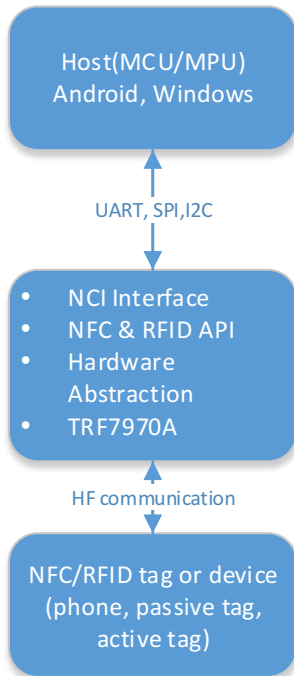 Host(MCU/MPU)
Android, Windows
UART, SPI,I2C
• NCI Interface
• NFC & RFID API
• Hardware
Abstraction
• TRF7970A
HF communication
NFC/RFID tag or device
(phone, passive tag,
active tag)